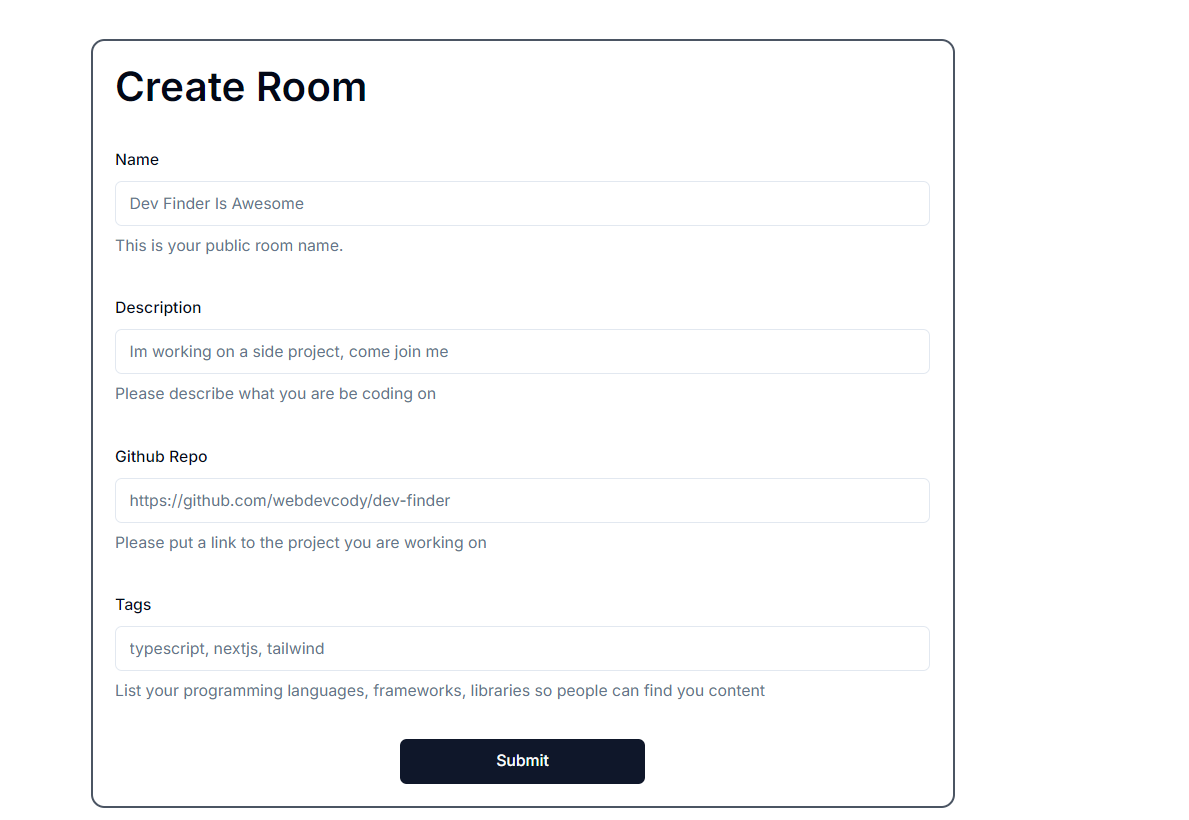 Create Room
Name
Dev Finder Is Awesome
This is your public room name.
Description
Im working on a side project, come join me
Please describe what you are be coding on
Github Repo
https://github.com/webdevcody/dev-finder
Please put a link to the project you are working on
Tags
typescript, nextjs, tailwind
List your programming languages, frameworks, libraries so people can find you content
Submit